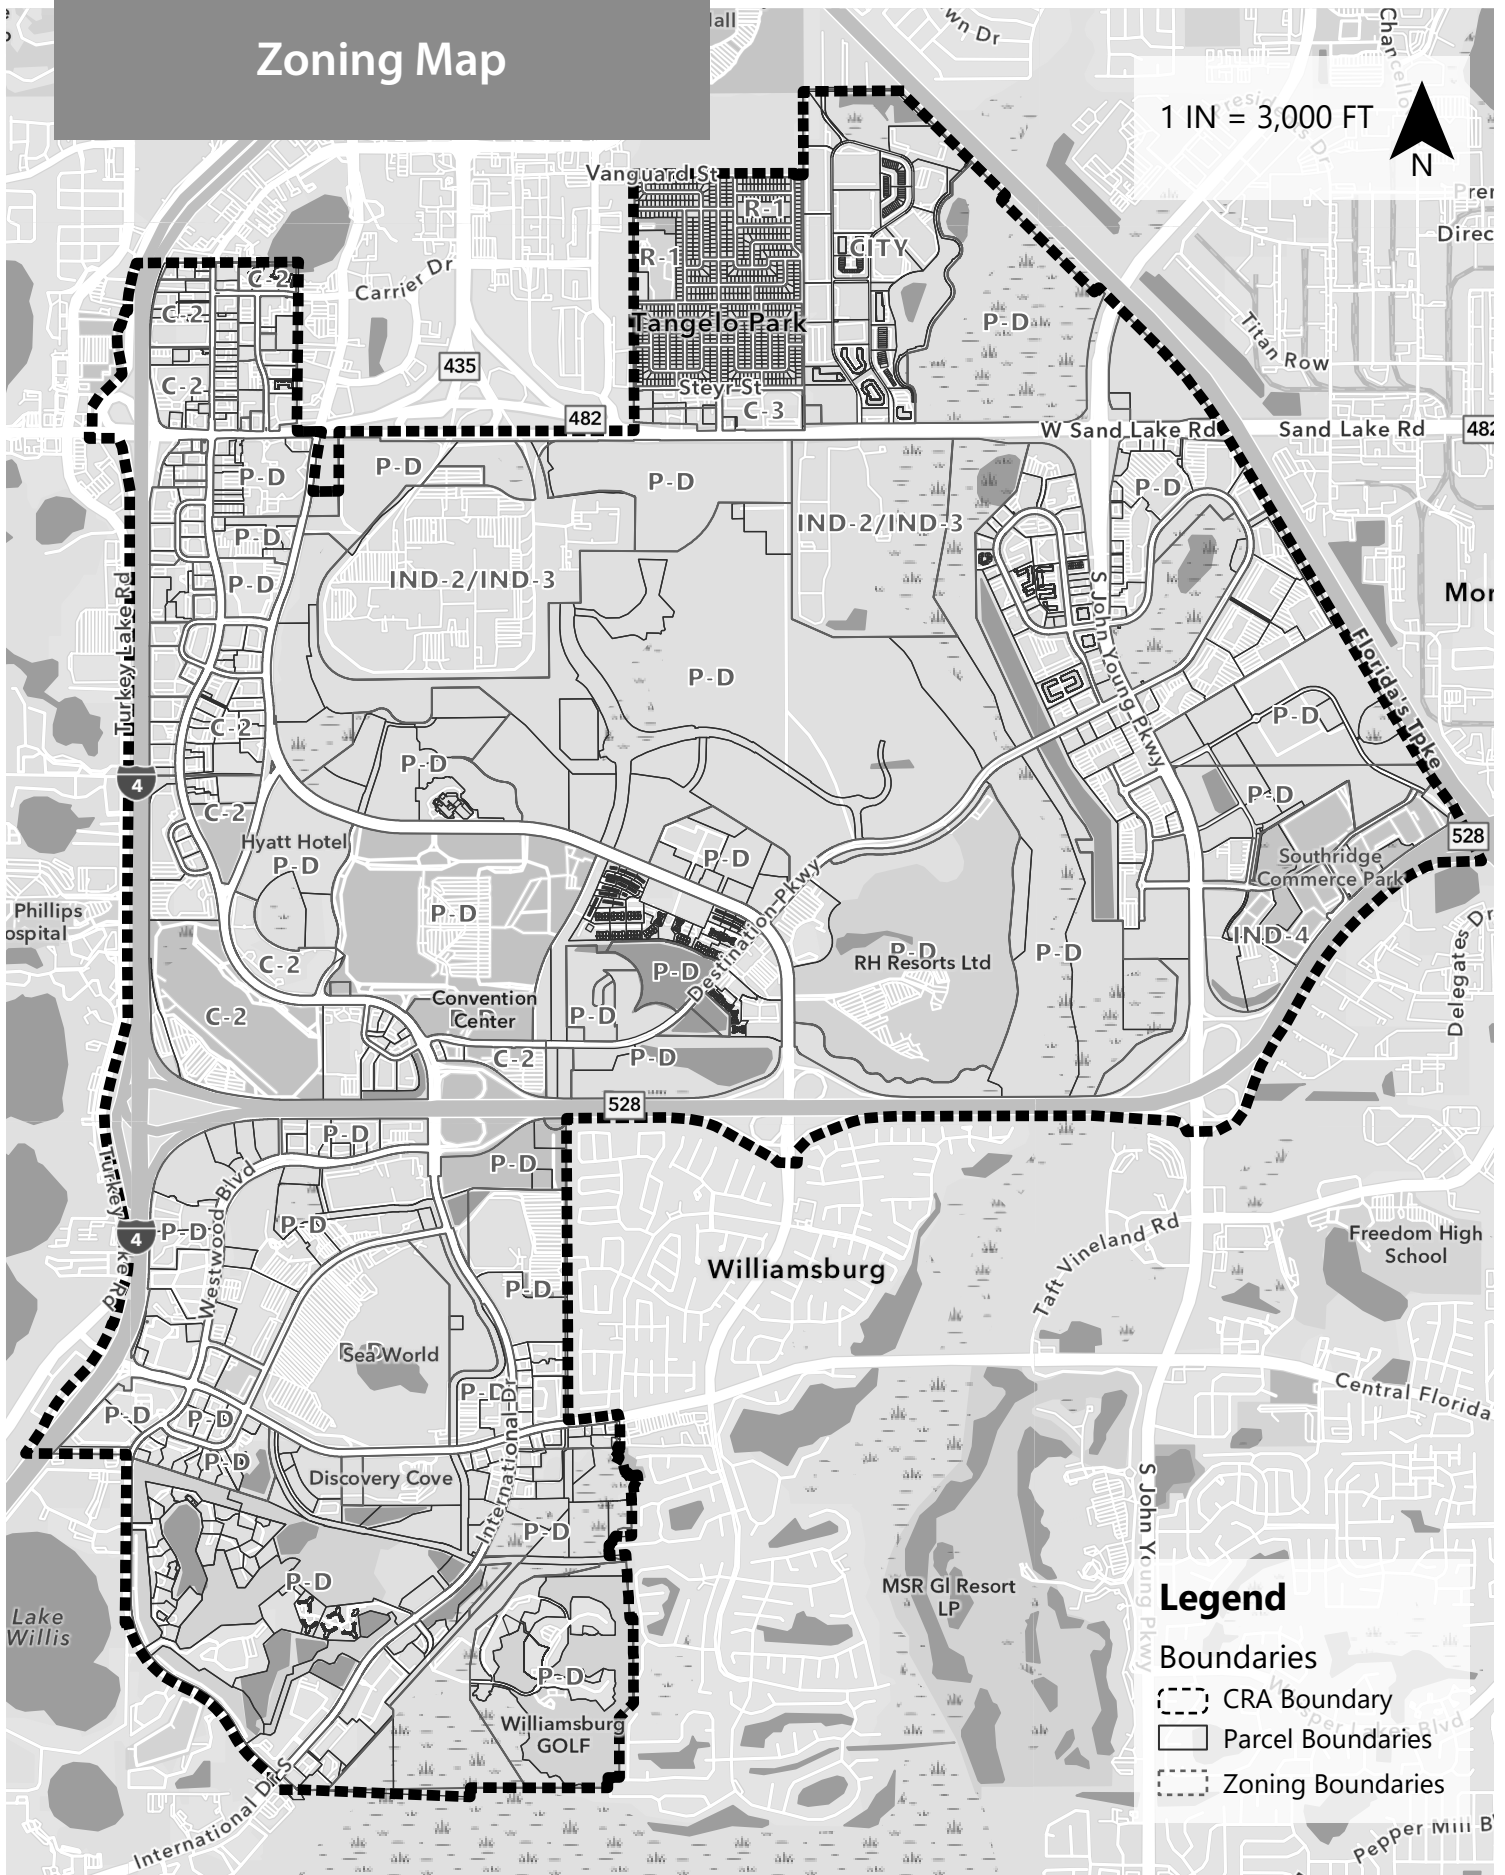 Zoning Map
1 IN = 3,000 FT
N
Vanguard St
R-1
R-1
CITY
C-2
C-2
C-2
Carrier Dr
Tangelo Park
P-D
435
Steyr St
C-3
482
Titan Row
W Sand Lake Rd
Sand Lake Rd
482
P-D
P-D
P-D
P-D
IND-2/IND-3
P-D
IND-2/IND-3
P-D
Turkey Lake Rd
S John Young Pkwy
Florida's Tpke
P-D
C-2
P-D
P-D
4
P-D
C-2
528
Hyatt Hotel
P-D
P-D
Southridge
Commerce Park
Phillips
P-D
IND-4
Destination Pkwy
P-D
RH Resorts Ltd
P-D
C-2
P-D
Delegates Dr
Convention
Center
C-2
P-D
C-2
P-D
528
P-D
P-D
Taft Vineland Rd
4
P-D
P-D
Westwood Blvd
Freedom High
School
Williamsburg
P-D
Sea World
P-D
International Dr
P-D
P-D
Central Florida
P-D
Discovery Cove
P-D
P-D
MSR Gl Resort
LP
S John Young Pkwy
Lake
Willis
P-D
Williamsburg
GOLF
International Dr S
Legend
Boundaries
CRA Boundary
Parcel Boundaries
Zoning Boundaries
Whisper Lakes Blvd
Pepper Mill B